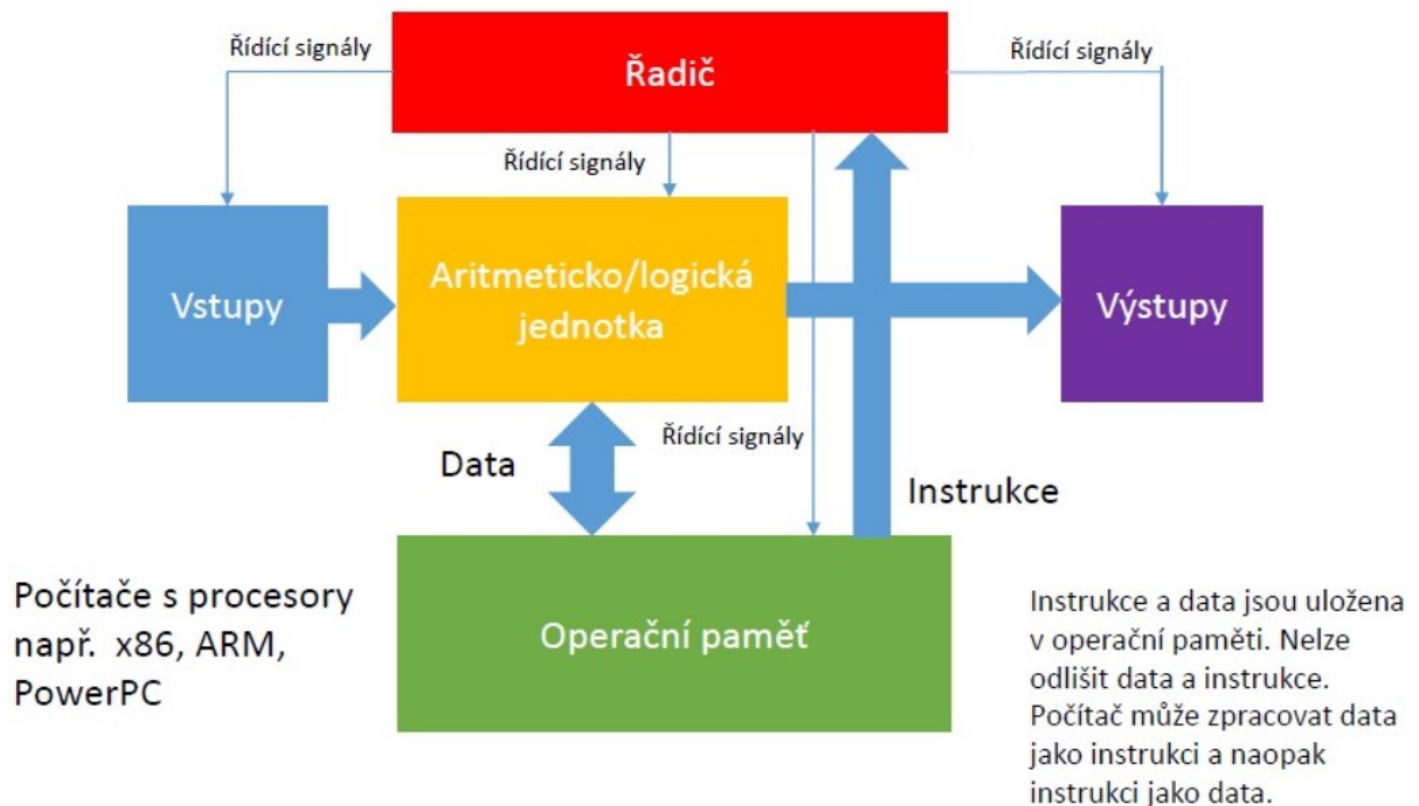 Řídící signály
Řadič
Řídící signály
Řídící signály
Vstupy
Aritmeticko/logická
jednotka
Výstupy
Data
Řídící signály
Instrukce
Počítače s procesory
např. x86, ARM,
PowerPC
Operační paměť
Instrukce a data jsou uložena
v operační paměti. Nelze
odlišit data a instrukce.
Počítač může zpracovat data
jako instrukci a naopak
instrukci jako data.